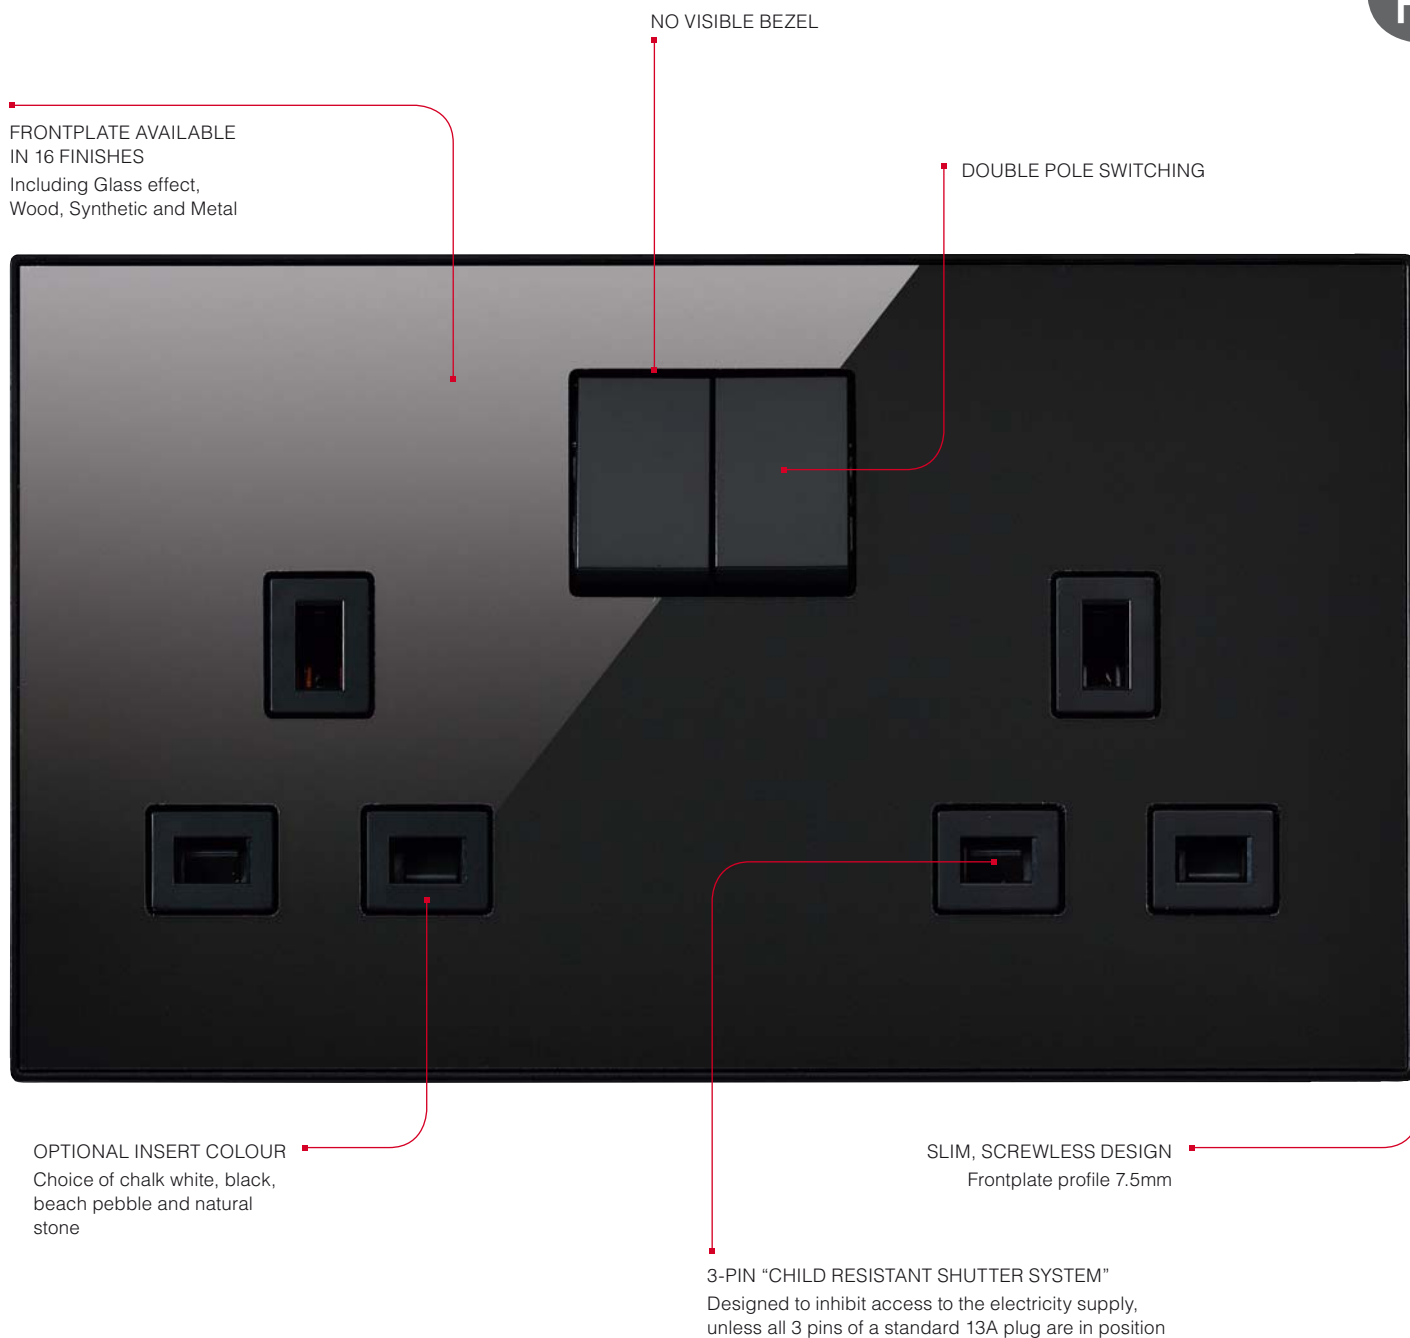 NO VISIBLE BEZEL
FRONTPLATE AVAILABLE
IN 16 FINISHES
Including Glass effect,
Wood, Synthetic and Metal
DOUBLE POLE SWITCHING
OPTIONAL INSERT COLOUR
Choice of chalk white, black,
beach pebble and natural
stone
SLIM, SCREWLESS DESIGN
Frontplate profile 7.5mm
3-PIN “CHILD RESISTANT SHUTTER SYSTEM”
Designed to inhibit access to the electricity supply,
unless all 3 pins of a standard 13A plug are in position